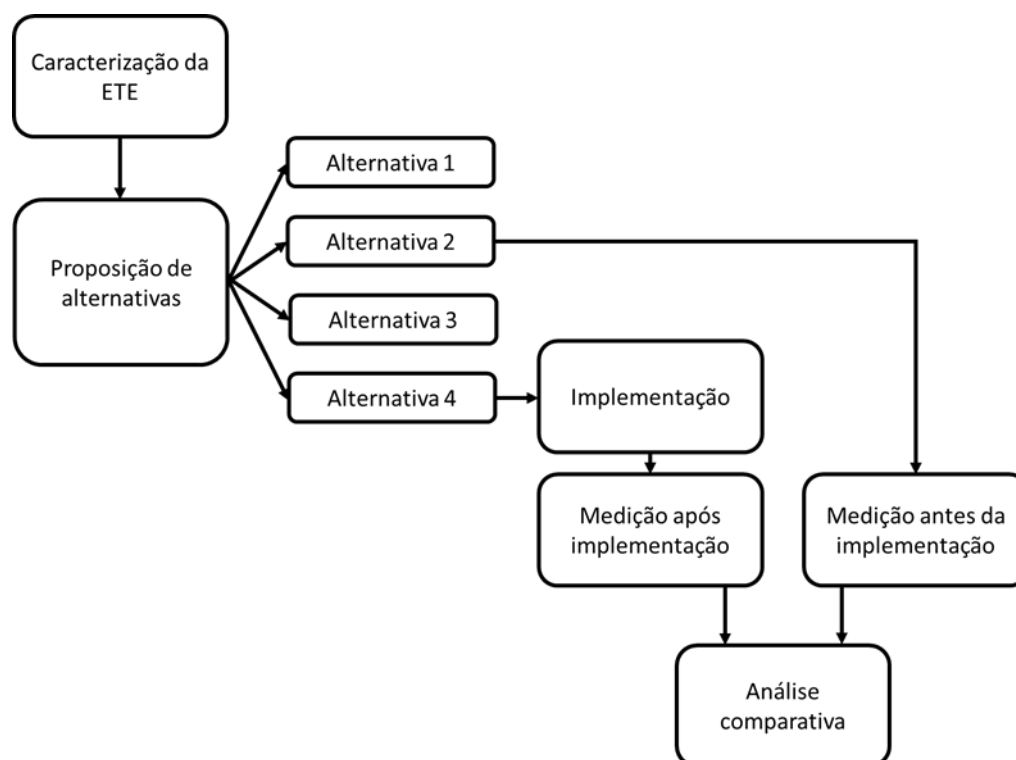 Caracterização da
ETE
Proposição de
alternativas
Alternativa 1
Alternativa 2
Alternativa 3
Alternativa 4
Implementação
Medição após
implementação
Medição antes da
implementação
Análise
comparativa